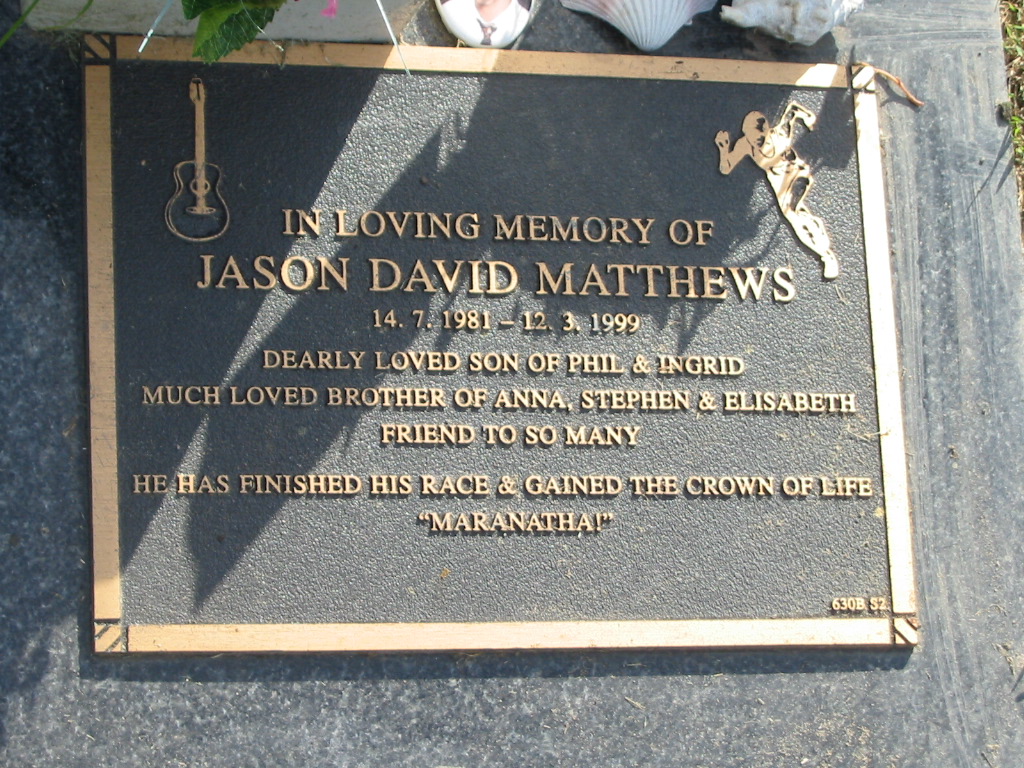 IN LOVING MEMORY OF
JASON DAVID MATTHEWS
14. 7. 1981 – 12. 3. 1999
DEARLY LOVED SON OF PHIL & INGRID
MUCH LOVED BROTHER OF ANNA, STEPHEN & ELISABETH
FRIEND TO SO MANY
HE HAS FINISHED HIS RACE & GAINED THE CROWN OF LIFE
“MARANATHA!”
630B S2